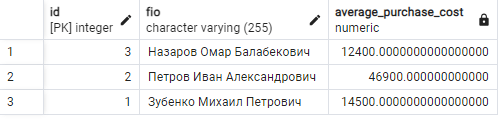 id fio average_purchase_cost
[PK] integer character varying (255) numeric
1 3 Назаров Омар Балабекович 12400.0000000000000000
2 2 Петров Иван Александрович 46900.000000000000
3 1 Зубенко Михаил Петрович 14500.0000000000000000